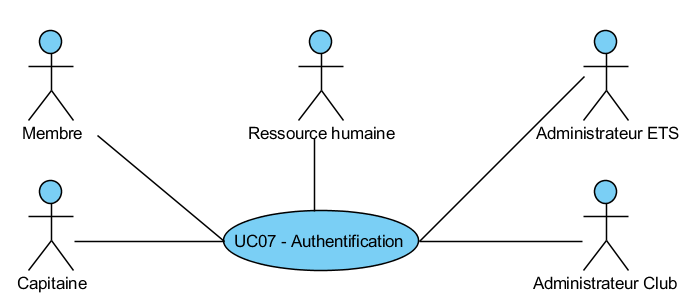 Membre
Ressource humaine
Administrateur ETS
UC07 - Authentification
Capitaine
Administrateur Club